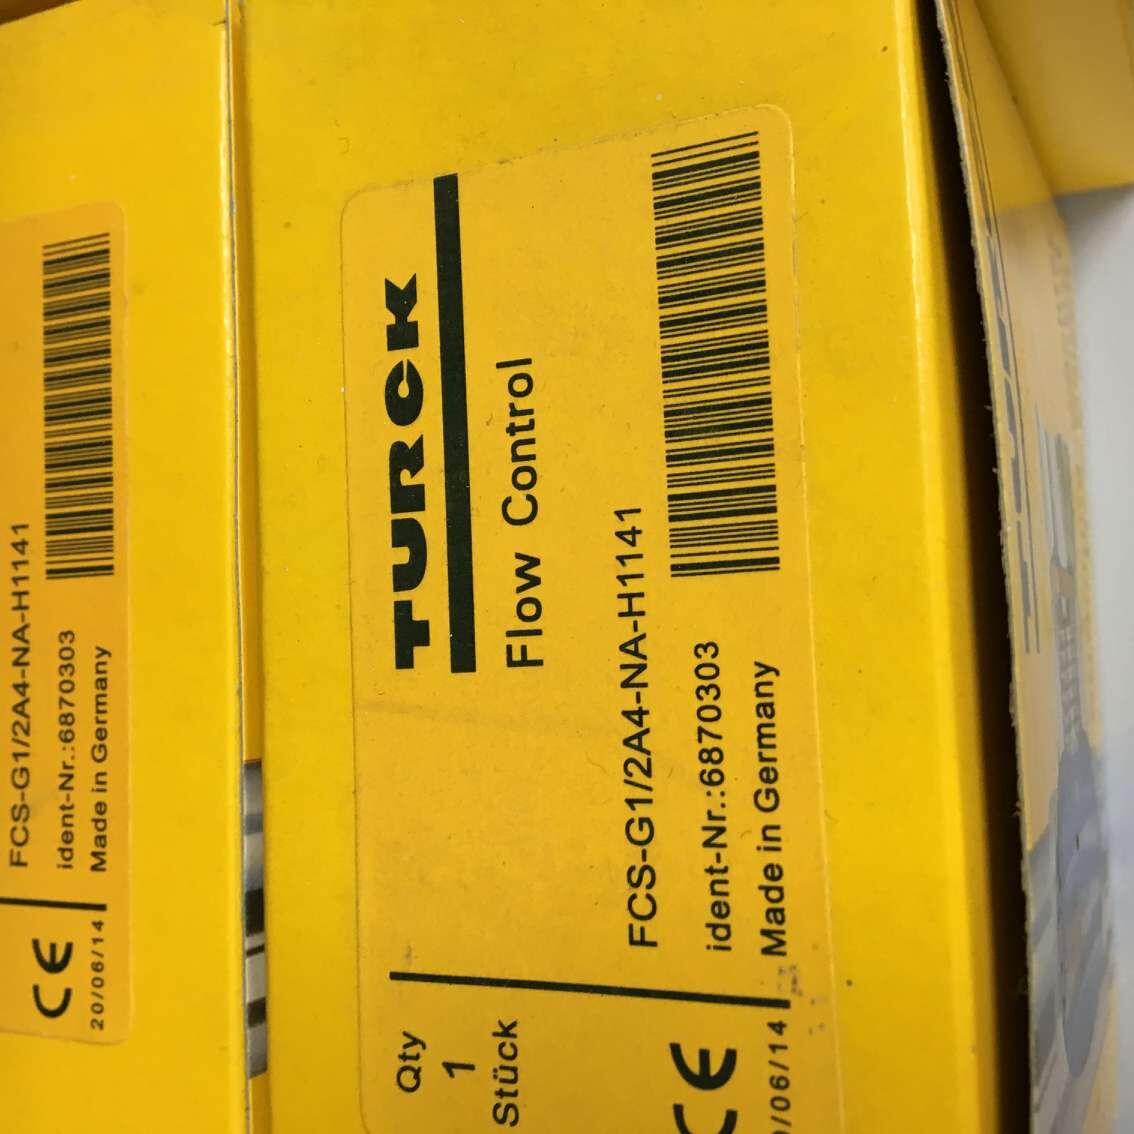 FCS-G1/2A4-NA-H1141
ident-Nr.:6870303
Made in Germany
CE
20/06/14
TURCK
Flow Control
Qty
1
Stück
FCS-G1/2A4-NA-H1141
ident-Nr.:6870303
Made in Germany
CE
/06/14